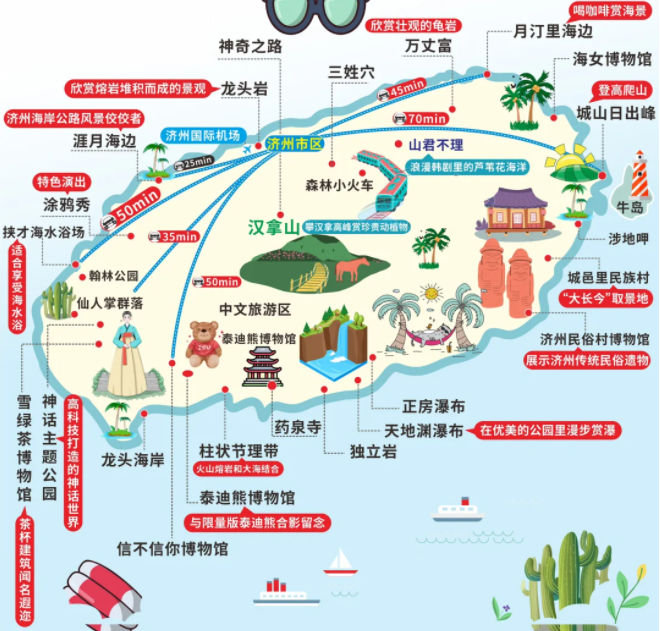 喝咖啡赏海景
欣赏壮观的龟岩
月汀里海边
神奇之路
万丈富
海女博物馆
三姓穴
欣赏熔岩堆积而成的景观
龙头岩
45min
登高爬山
济州海岸公路风景佼佼者
70min
城山日出峰
涯月海边
济州国际机场
济州市区
山君不理
25min
浪漫韩剧里的芦苇花海洋
特色演出
森林小火车
50min
涂鸦秀
牛岛
挟才海水浴场
35min
汉拿山
攀汉拿高峰赏珍贵动植物
涉地呷
适合享受海水浴
翰林公园
50min
城邑里民族村
“大长今”取景地
仙人掌群落
中文旅游区
泰迪熊博物馆
济州民俗村博物馆
展示济州传统民俗遗物
雪绿茶博物馆
神话主题公园
高科技打造的神话世界
正房瀑布
药泉寺
天地渊瀑布
在优美的公园里漫步赏瀑
龙头海岸
柱状节理带
独立岩
火山熔岩和大海结合
泰迪熊博物馆
与限量版泰迪熊合影留念
茶杯建筑闻名遐迩
信不信你博物馆